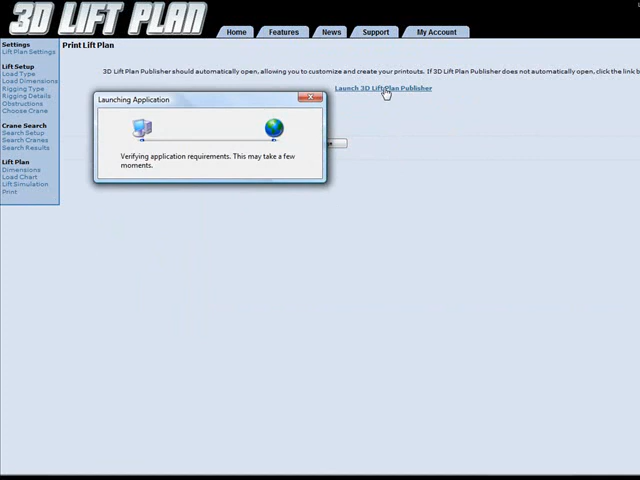 3D LIFT PLAN
Home
Features
News
Support
My Account
Settings
Lift Plan Settings
Lift Setup
Load Type
Load Dimensions
Rigging Type
Rigging Details
Obstructions
Choose Crane
Crane Search
Search Setup
Search Cranes
Search Results
Lift Plan
Dimensions
Load Chart
Lift Simulation
Print
Print Lift Plan
3D Lift Plan Publisher should automatically open, allowing you to customize and create your printouts. If 3D Lift Plan Publisher does not automatically open, click the link b
Launch 3D Lift Plan Publisher
Launching Application
Verifying application requirements. This may take a few
moments.